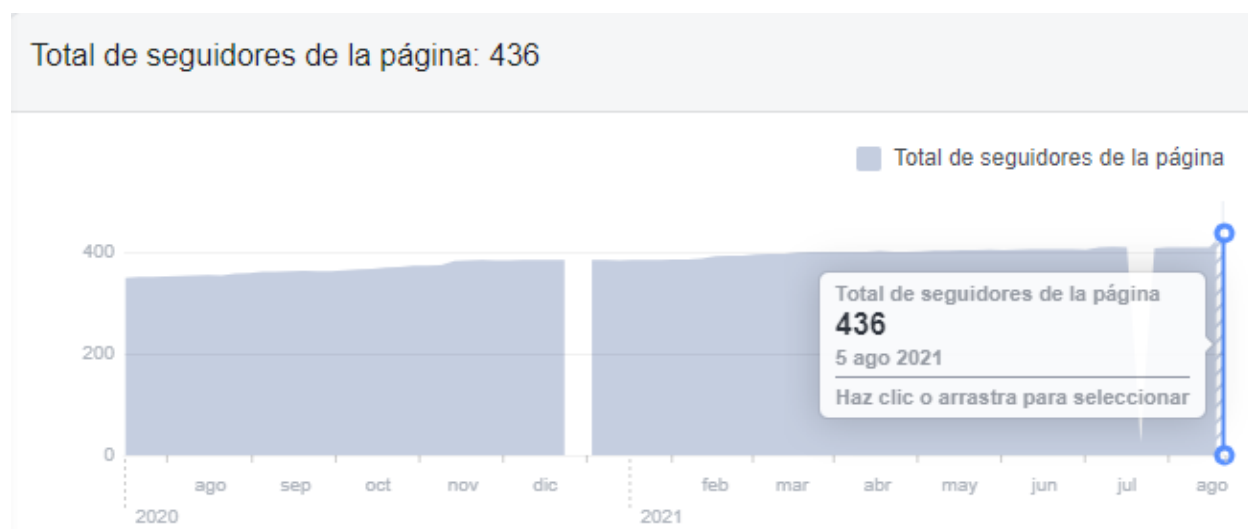 Total de seguidores de la página: 436
Total de seguidores de la página
400
200
0
Total de seguidores de la página
436
5 ago 2021
Haz clic o arrastra para seleccionar
ago sep oct nov dic feb mar abr may jun jul ago
2020 2021